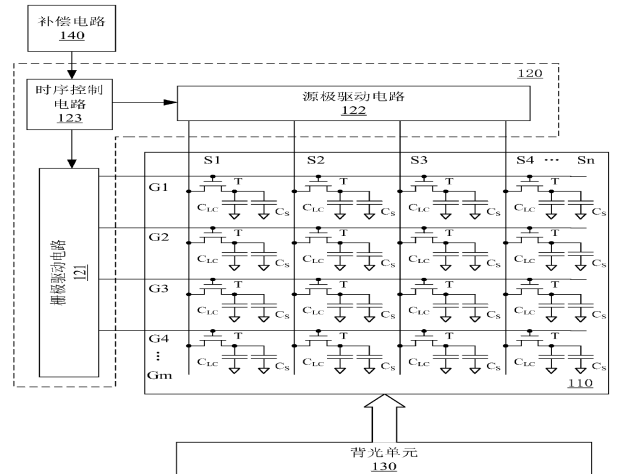 补偿电路
140
时序控制
电路
123
源极驱动电路
122
120
栅极驱动电路
121
S1 S2 S3 S4 ··· Sn
G1 T T T T
CLC CS CLC CS CLC CS CLC CS
G2 T T T T
CLC CS CLC CS CLC CS CLC CS
G3 T T T T
CLC CS CLC CS CLC CS CLC CS
G4 T T T T
⋮ CLC CS CLC CS CLC CS CLC CS
Gm
110
背光单元
130